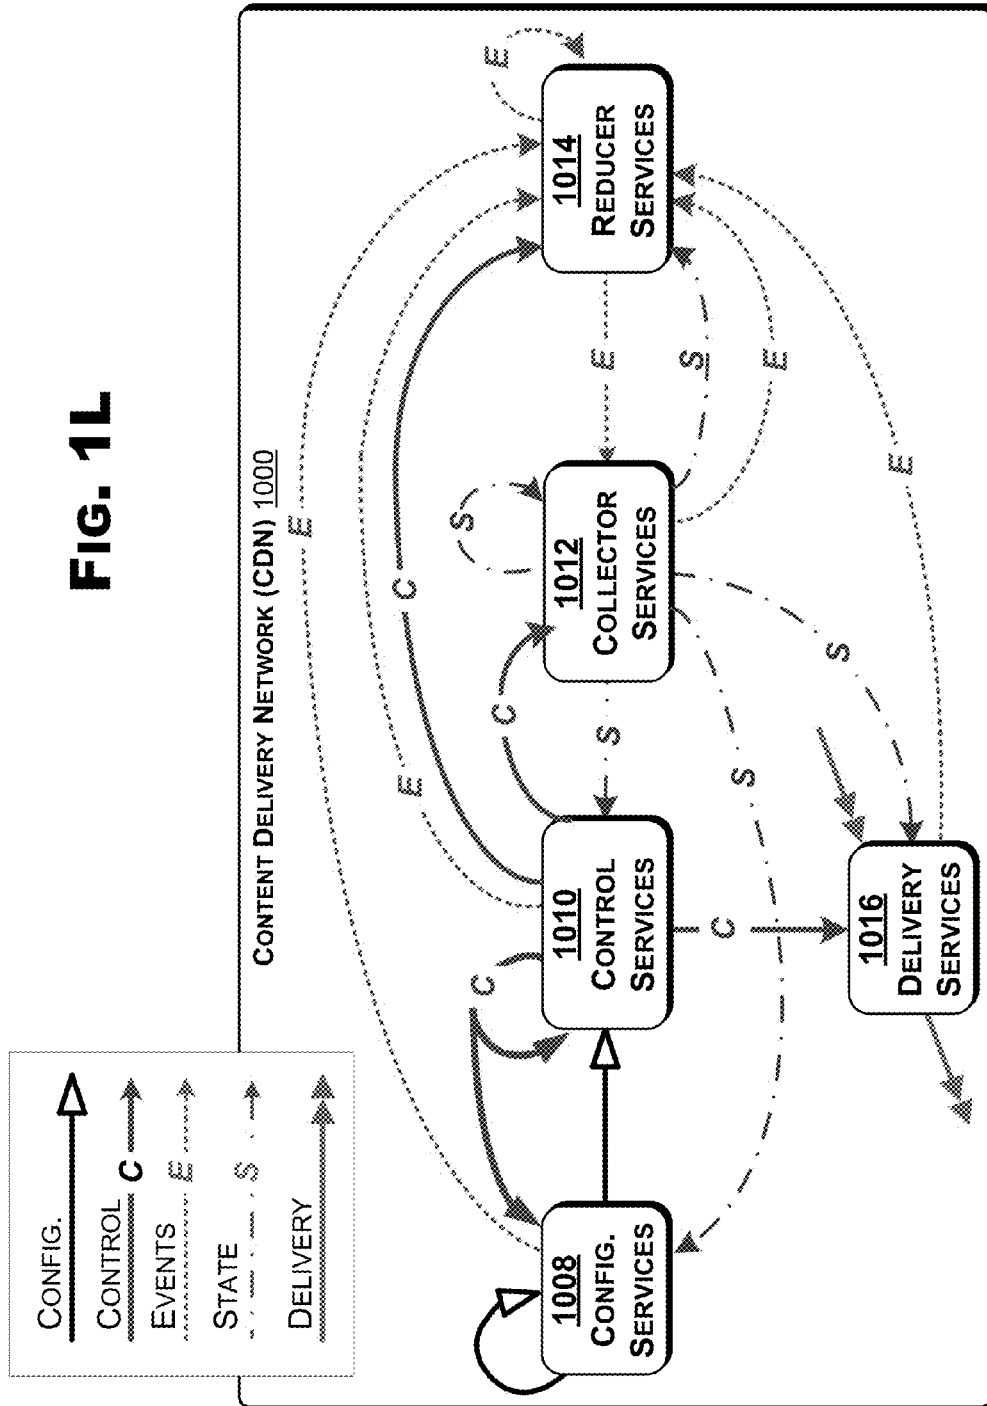 FIG. 1L
CONFIG.
CONTROL C
EVENTS E
STATE S
DELIVERY
CONTENT DELIVERY NETWORK (CDN) 1000
E
C
E
E
C
C
S
1008
CONFIG.
SERVICES
1010
CONTROL
SERVICES
1012
COLLECTOR
SERVICES
1014
REDUCER
SERVICES
S
E
S
E
C
S
S
E
1016
DELIVERY
SERVICES